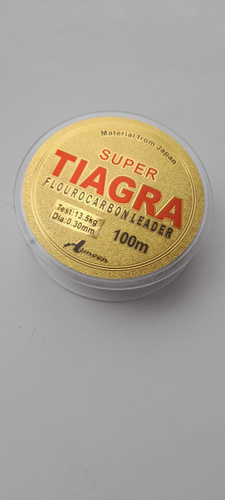 Material from Japan
SUPER
TIAGRA
FLOUROCARBON LEADER
Test:13.5kg
Dia:0.30mm
100m